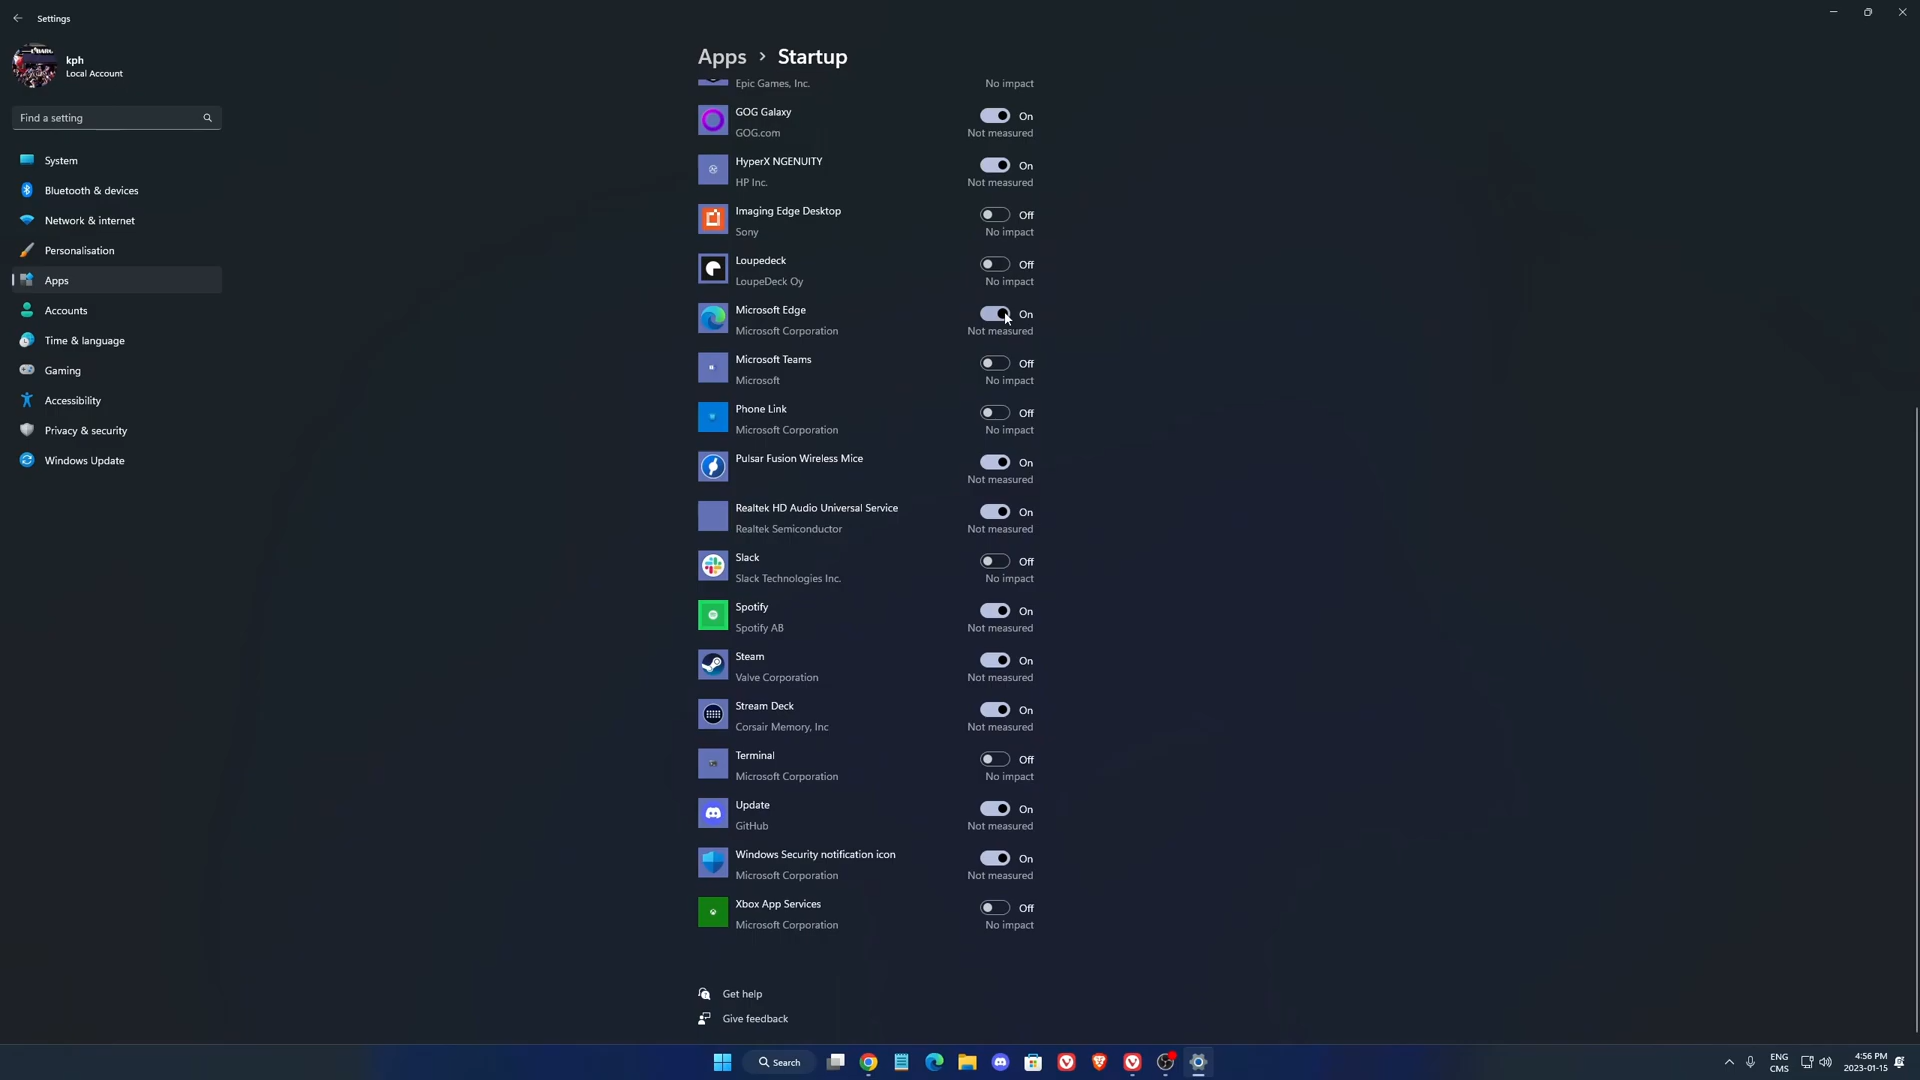 Settings
kph
Local Account
Find a setting
System
Bluetooth & devices
Network & internet
Personalisation
Apps
Accounts
Time & language
Gaming
Accessibility
Privacy & security
Windows Update
Apps > Startup
Epic Games, Inc. No impact
GOG Galaxy On
GOG.com Not measured
HyperX NGENUITY On
HP Inc. Not measured
Imaging Edge Desktop Off
Sony No impact
Loupedeck Off
LoupeDeck Oy No impact
Microsoft Edge On
Microsoft Corporation Not measured
Microsoft Teams Off
Microsoft No impact
Phone Link Off
Microsoft Corporation No impact
Pulsar Fusion Wireless Mice On
Not measured
Realtek HD Audio Universal Service On
Realtek Semiconductor Not measured
Slack Off
Slack Technologies Inc. No impact
Spotify On
Spotify AB Not measured
Steam On
Valve Corporation Not measured
Stream Deck On
Corsair Memory, Inc Not measured
Terminal Off
Microsoft Corporation No impact
Update On
GitHub Not measured
Windows Security notification icon On
Microsoft Corporation Not measured
Xbox App Services Off
Microsoft Corporation No impact
Get help
Give feedback
Search
ENG
CMS
4:56 PM
2023-01-15